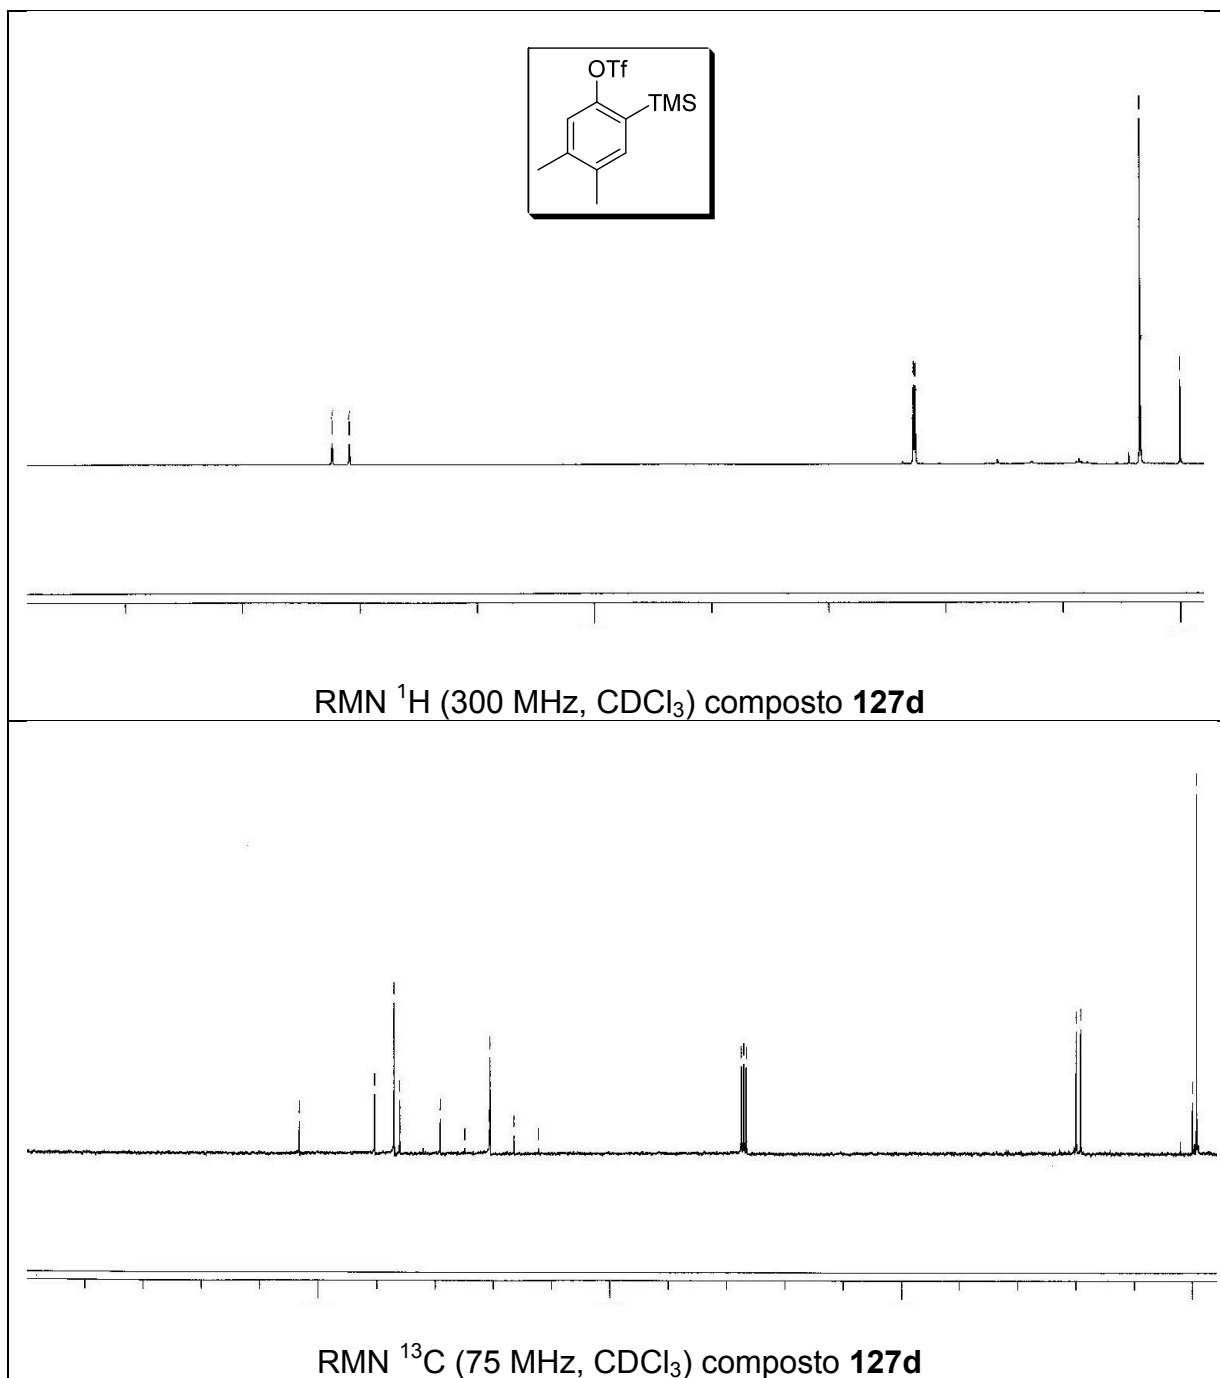 OTf
TMS
RMN ¹H (300 MHz, CDCl₃) composto 127d
RMN ¹³C (75 MHz, CDCl₃) composto 127d